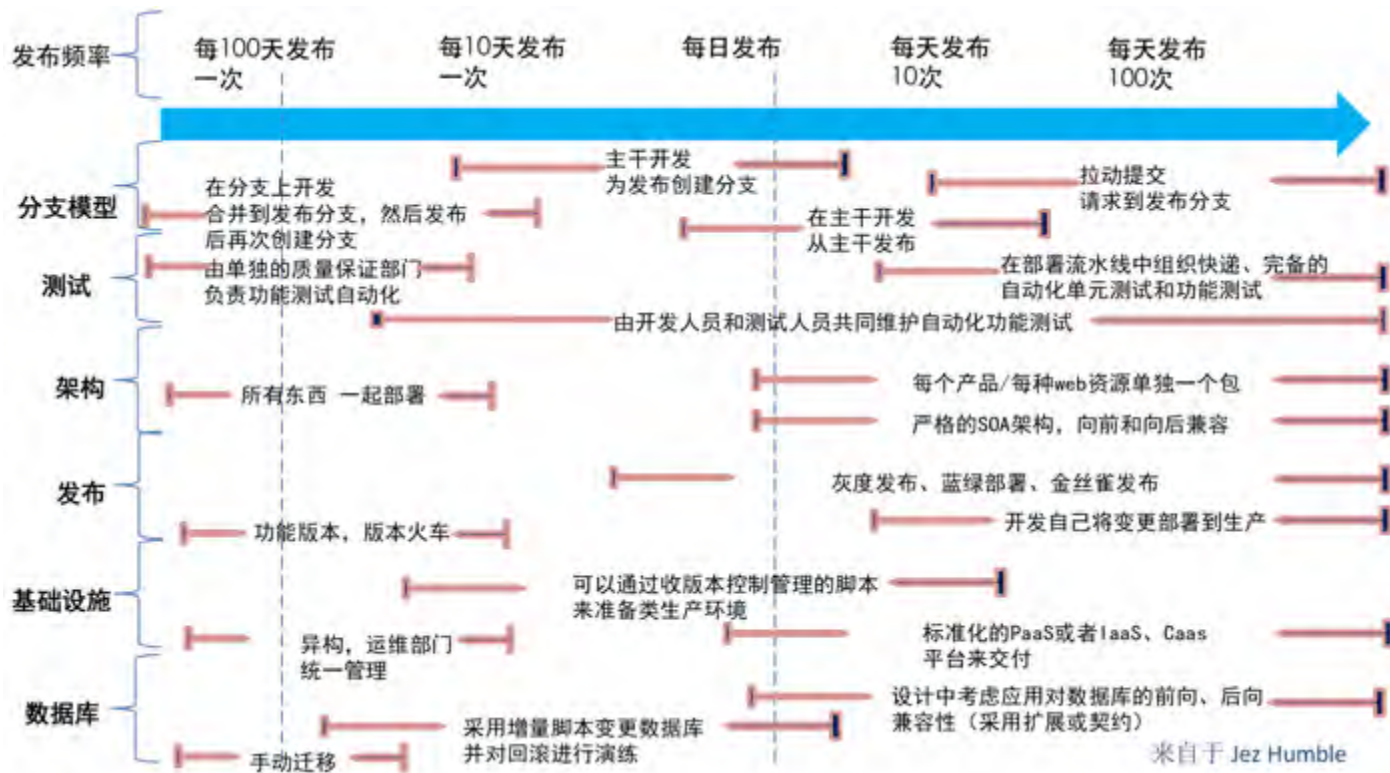 发布频率
每100天发布
一次
每10天发布
一次
每日发布
每天发布
10次
每天发布
100次
分支模型
主干开发
为发布创建分支
拉动提交
请求到发布分支
在分支上开发
合并到发布分支，然后发布
后再次创建分支
在主干开发
从主干发布
测试
由单独的质量保证部门
负责功能测试自动化
在部署流水线中组织快递、完备的
自动化单元测试和功能测试
由开发人员和测试人员共同维护自动化功能测试
架构
所有东西 一起部署
每个产品/每种web资源单独一个包
严格的SOA架构，向前和向后兼容
发布
灰度发布、蓝绿部署、金丝雀发布
功能版本，版本火车
开发自己将变更部署到生产
基础设施
可以通过收版本控制管理的脚本
来准备类生产环境
异构，运维部门
统一管理
标准化的PaaS或者IaaS、Caas
平台来交付
数据库
设计中考虑应用对数据库的前向、后向
兼容性（采用扩展或契约）
采用增量脚本变更数据库
并对回滚进行演练
手动迁移
来自于 Jez Humble